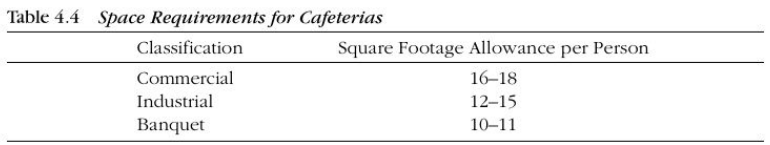 Table 4.4 Space Requirements for Cafeterias
Classification Square Footage Allowance per Person
Commercial 16–18
Industrial 12–15
Banquet 10–11